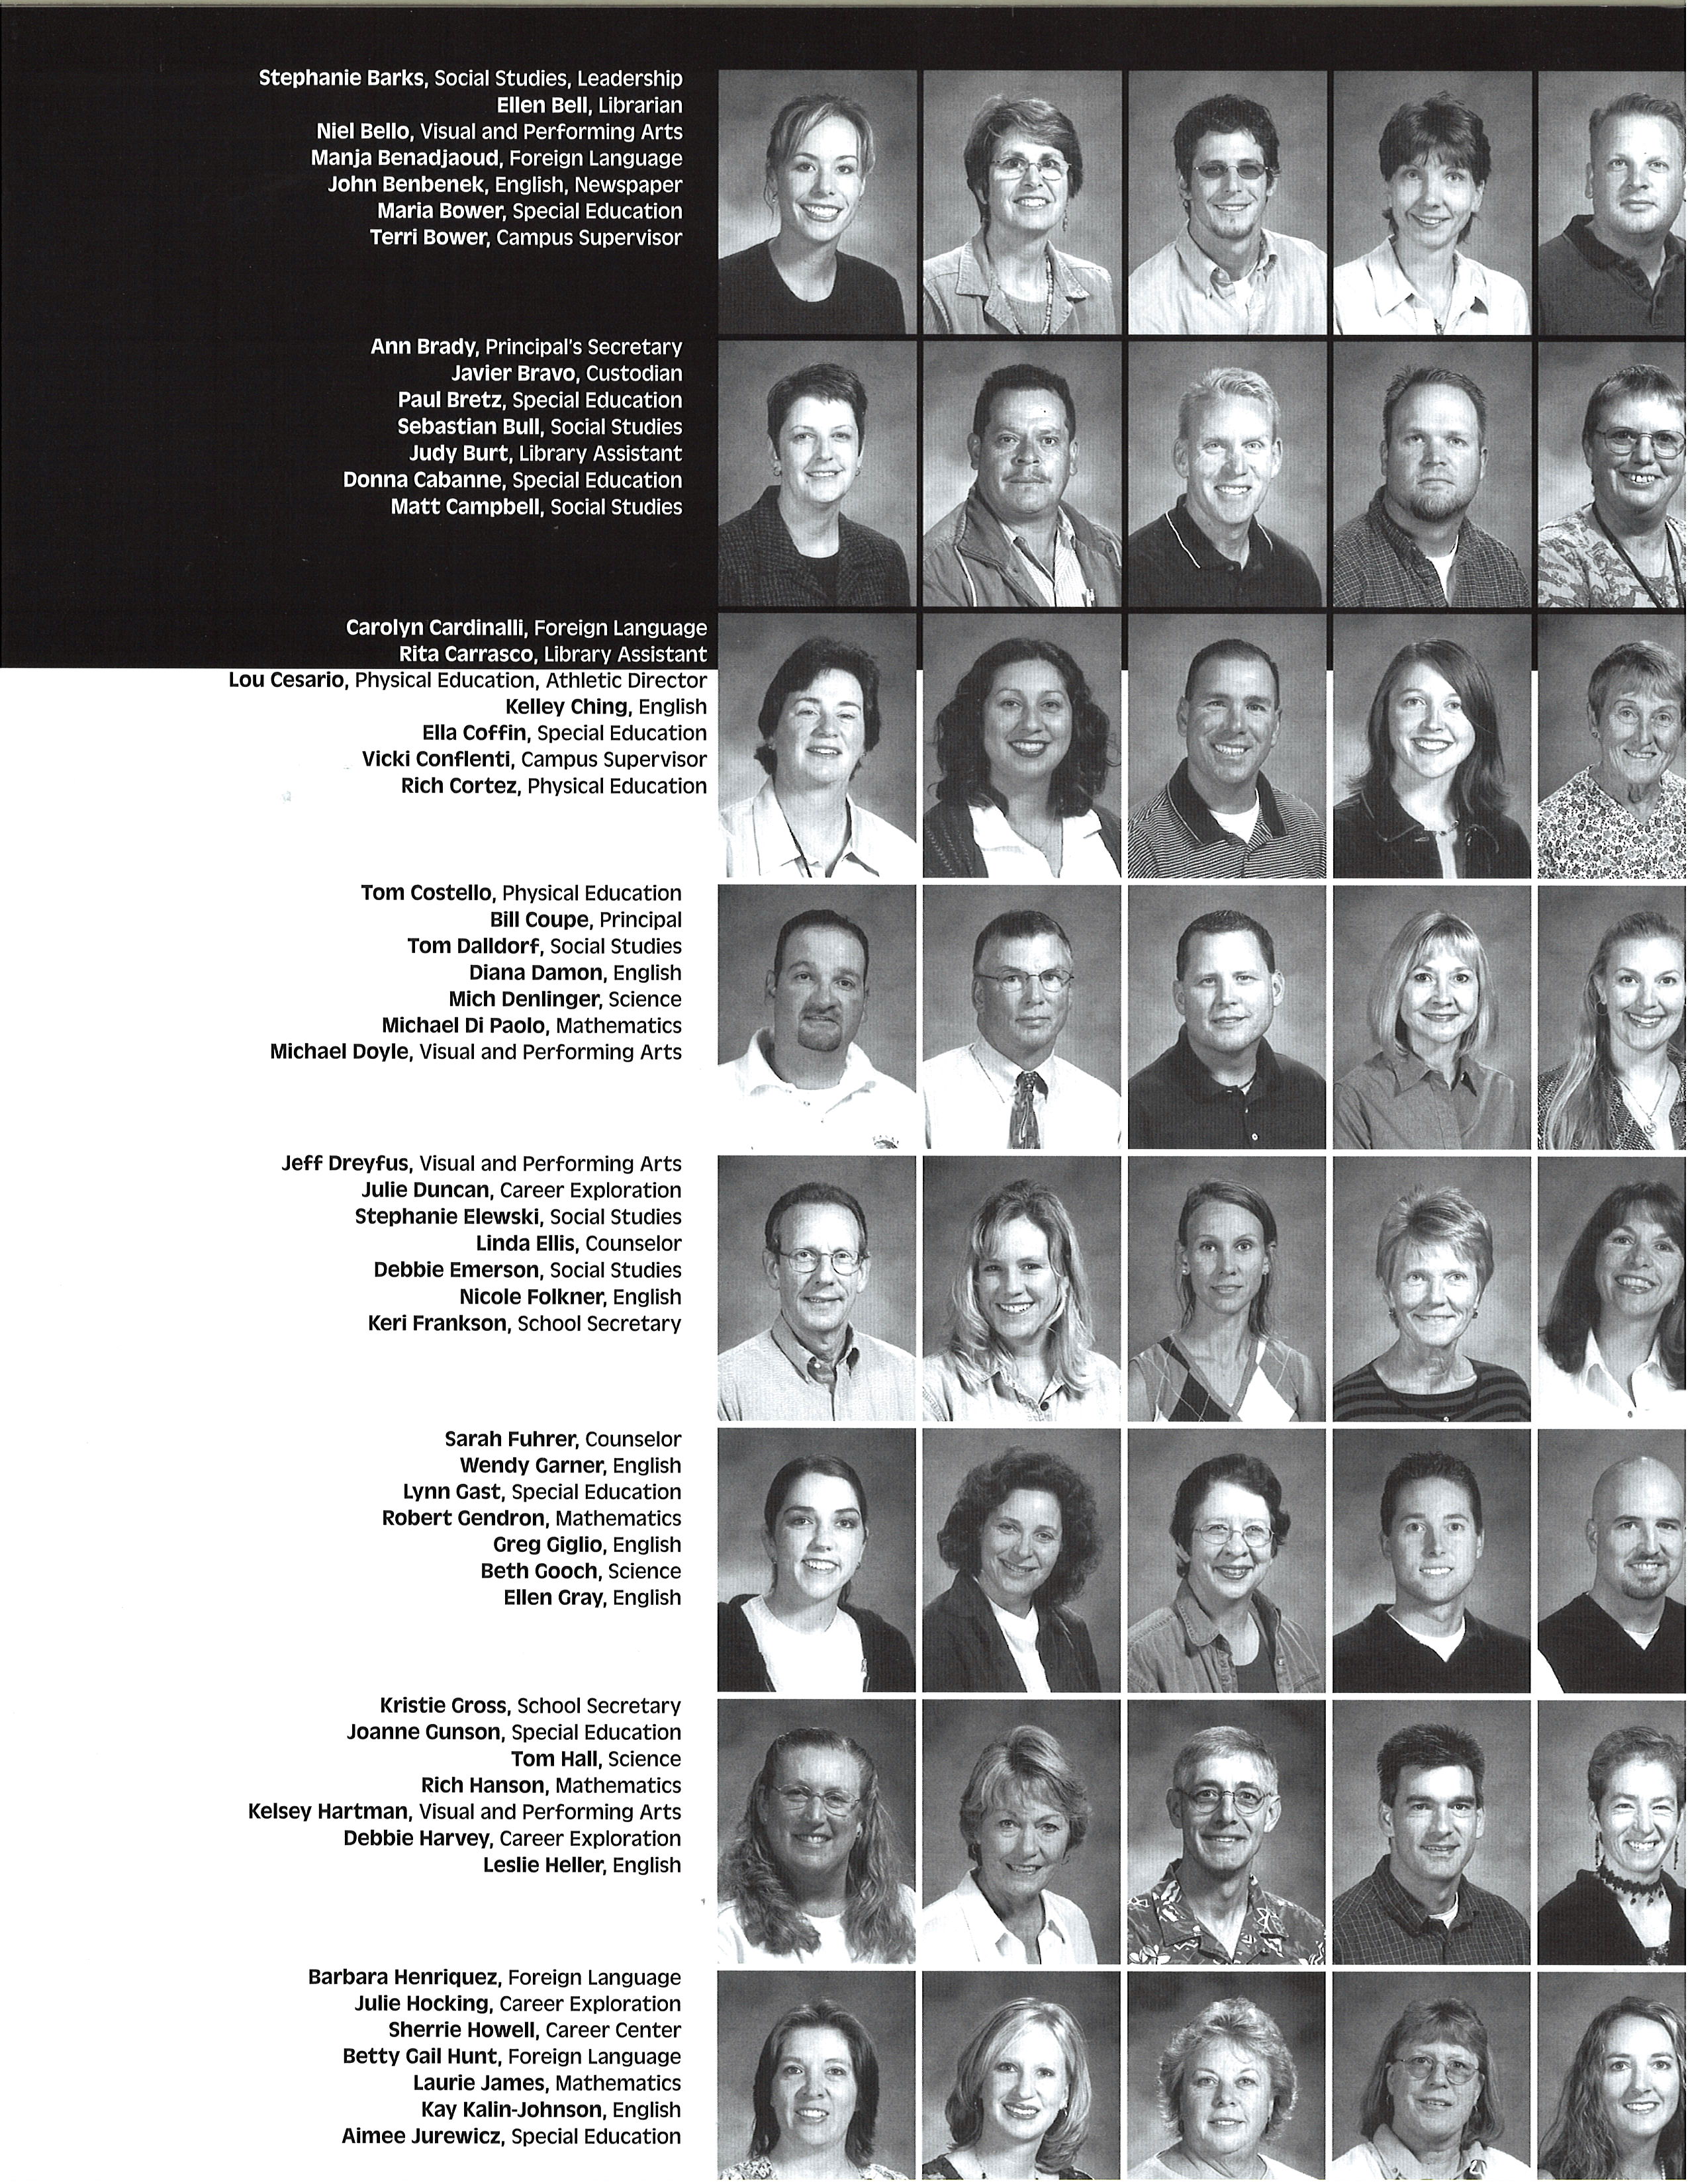 Stephanie Barks, Social Studies, Leadership
Ellen Bell, Librarian
Niel Bello, Visual and Performing Arts
Manja Benadjaoud, Foreign Language
John Benbenek, English, Newspaper
Maria Bower, Special Education
Terri Bower, Campus Supervisor
Ann Brady, Principal's Secretary
Javier Bravo, Custodian
Paul Bretz, Special Education
Sebastian Bull, Social Studies
Judy Burt, Library Assistant
Donna Cabanne, Special Education
Matt Campbell, Social Studies
Carolyn Cardinalli, Foreign Language
Rita Carrasco, Library Assistant
Lou Cesario, Physical Education, Athletic Director
Kelley Ching, English
Ella Coffin, Special Education
Vicki Conflenti, Campus Supervisor
Rich Cortez, Physical Education
Tom Costello, Physical Education
Bill Coupe, Principal
Tom Dalldorf, Social Studies
Diana Damon, English
Mich Denlinger, Science
Michael Di Paolo, Mathematics
Michael Doyle, Visual and Performing Arts
Jeff Dreyfus, Visual and Performing Arts
Julie Duncan, Career Exploration
Stephanie Elewski, Social Studies
Linda Ellis, Counselor
Debbie Emerson, Social Studies
Nicole Folkner, English
Keri Frankson, School Secretary
Sarah Fuhrer, Counselor
Wendy Garner, English
Lynn Gast, Special Education
Robert Gendron, Mathematics
Greg Giglio, English
Beth Gooch, Science
Ellen Gray, English
Kristie Gross, School Secretary
Joanne Gunson, Special Education
Tom Hall, Science
Rich Hanson, Mathematics
Kelsey Hartman, Visual and Performing Arts
Debbie Harvey, Career Exploration
Leslie Heller, English
Barbara Henriquez, Foreign Language
Julie Hocking, Career Exploration
Sherrie Howell, Career Center
Betty Gail Hunt, Foreign Language
Laurie James, Mathematics
Kay Kalin-Johnson, English
Aimee Jurewicz, Special Education